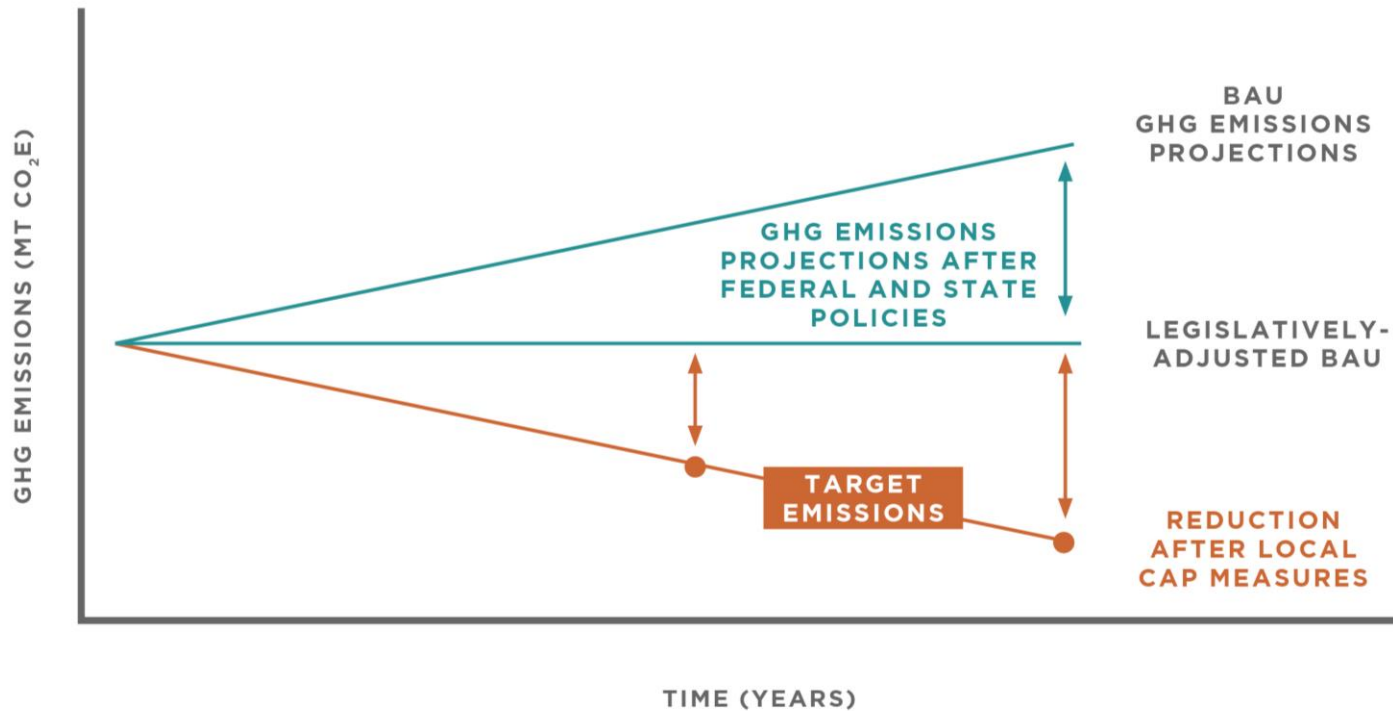 GHG EMISSIONS (MT CO₂E)
BAU
GHG EMISSIONS
PROJECTIONS
GHG EMISSIONS
PROJECTIONS AFTER
FEDERAL AND STATE
POLICIES
LEGISLATIVELY-
ADJUSTED BAU
TARGET
EMISSIONS
REDUCTION
AFTER LOCAL
CAP MEASURES
TIME (YEARS)